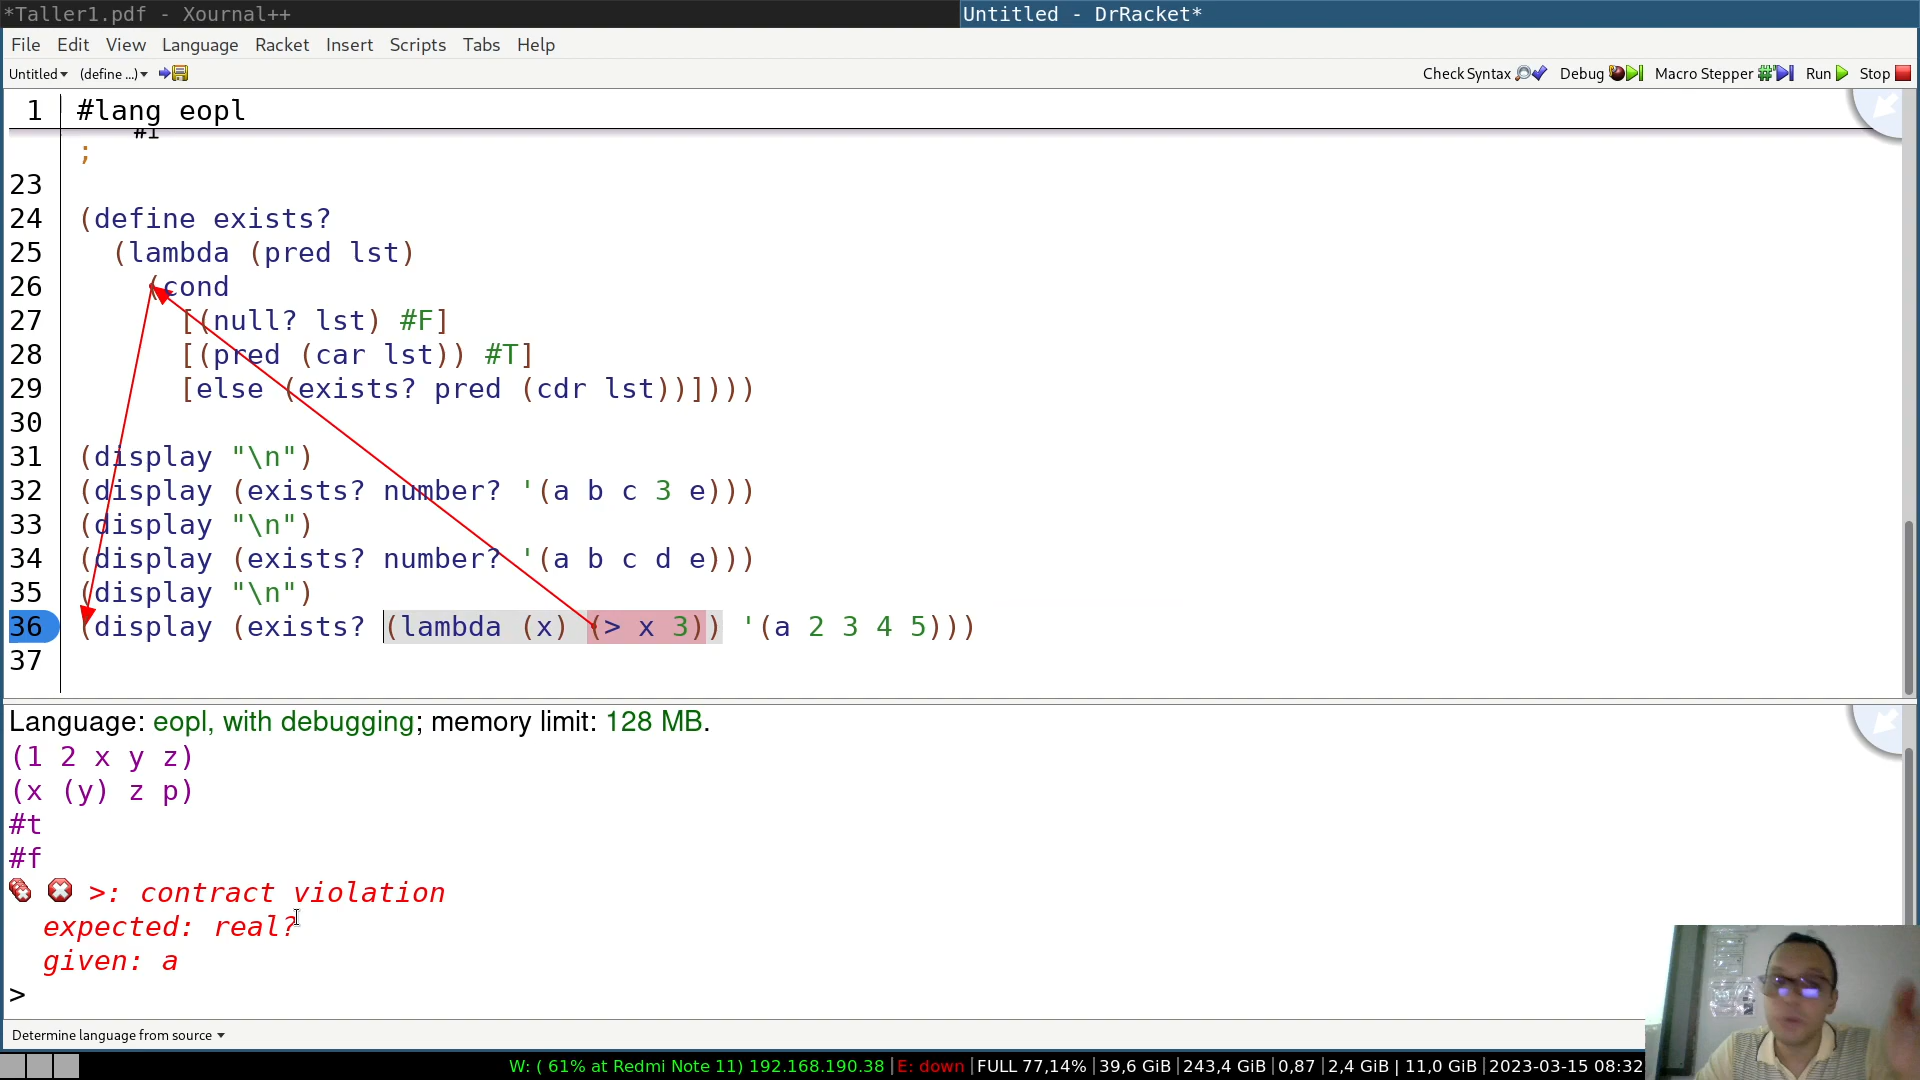 *Taller1.pdf - Xournal++
Untitled - DrRacket*
File Edit View Language Racket Insert Scripts Tabs Help
Untitled (define ...) Check Syntax Debug Macro Stepper Run Stop
1 #lang eopl
;
23
24 (define exists?
25 (lambda (pred lst)
26 (cond
27 [(null? lst) #F]
28 [(pred (car lst)) #T]
29 [else (exists? pred (cdr lst))])))
30
31 (display "\n")
32 (display (exists? number? '(a b c 3 e)))
33 (display "\n")
34 (display (exists? number? '(a b c d e)))
35 (display "\n")
36 (display (exists? (lambda (x) (> x 3)) '(a 2 3 4 5)))
37
Language: eopl, with debugging; memory limit: 128 MB.
(1 2 x y z)
(x (y) z p)
#t
#f
>: contract violation
expected: real?
given: a
>
Determine language from source
W: ( 61% at Redmi Note 11) 192.168.190.38 |E: down |FULL 77,14% |39,6 GiB |243,4 GiB |0,87 |2,4 GiB | 11,0 GiB |2023-03-15 08:32